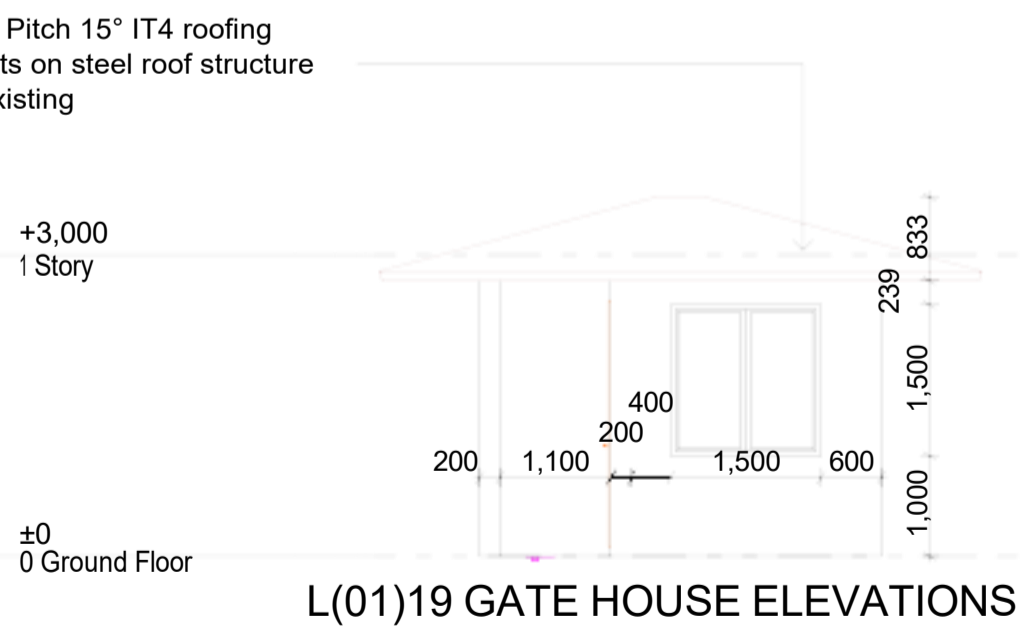 Pitch 15° IT4 roofing
ts on steel roof structure
xisting
+3,000
1 Story
833
239
1,500
400
200
200 1,100 1,500 600
1,000
±0
0 Ground Floor
L(01)19 GATE HOUSE ELEVATIONS